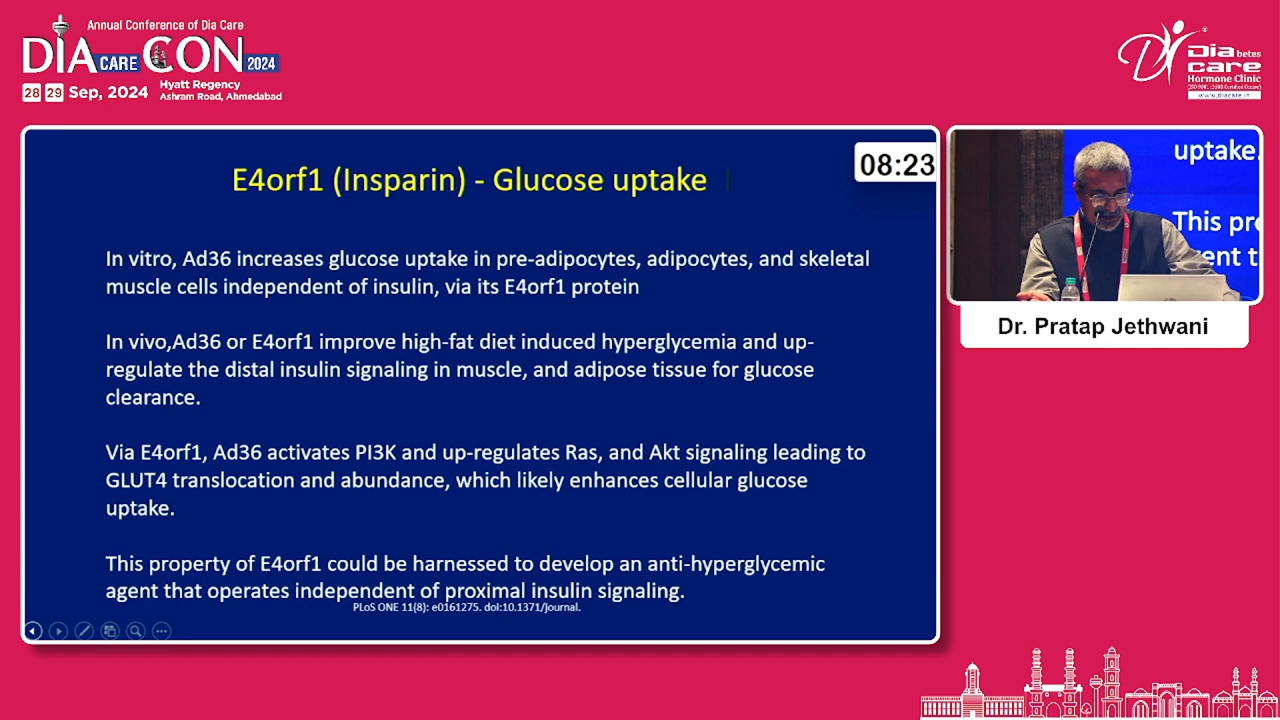 Annual Conference of Dia Care
DIA CARE CON 2024
28 29 Sep, 2024
Hyatt Regency
Ashram Road, Ahmedabad
Dia betes
care
Hormone Clinic
www.diacare.in
E4orf1 (Insparin) - Glucose uptake
08:23
In vitro, Ad36 increases glucose uptake in pre-adipocytes, adipocytes, and skeletal
muscle cells independent of insulin, via its E4orf1 protein
In vivo,Ad36 or E4orf1 improve high-fat diet induced hyperglycemia and up-
regulate the distal insulin signaling in muscle, and adipose tissue for glucose
clearance.
Via E4orf1, Ad36 activates PI3K and up-regulates Ras, and Akt signaling leading to
GLUT4 translocation and abundance, which likely enhances cellular glucose
uptake.
This property of E4orf1 could be harnessed to develop an anti-hyperglycemic
agent that operates independent of proximal insulin signaling.
PLoS ONE 11(8): e0161275. doi:10.1371/journal.
uptake.
This pr
ent t
Dr. Pratap Jethwani